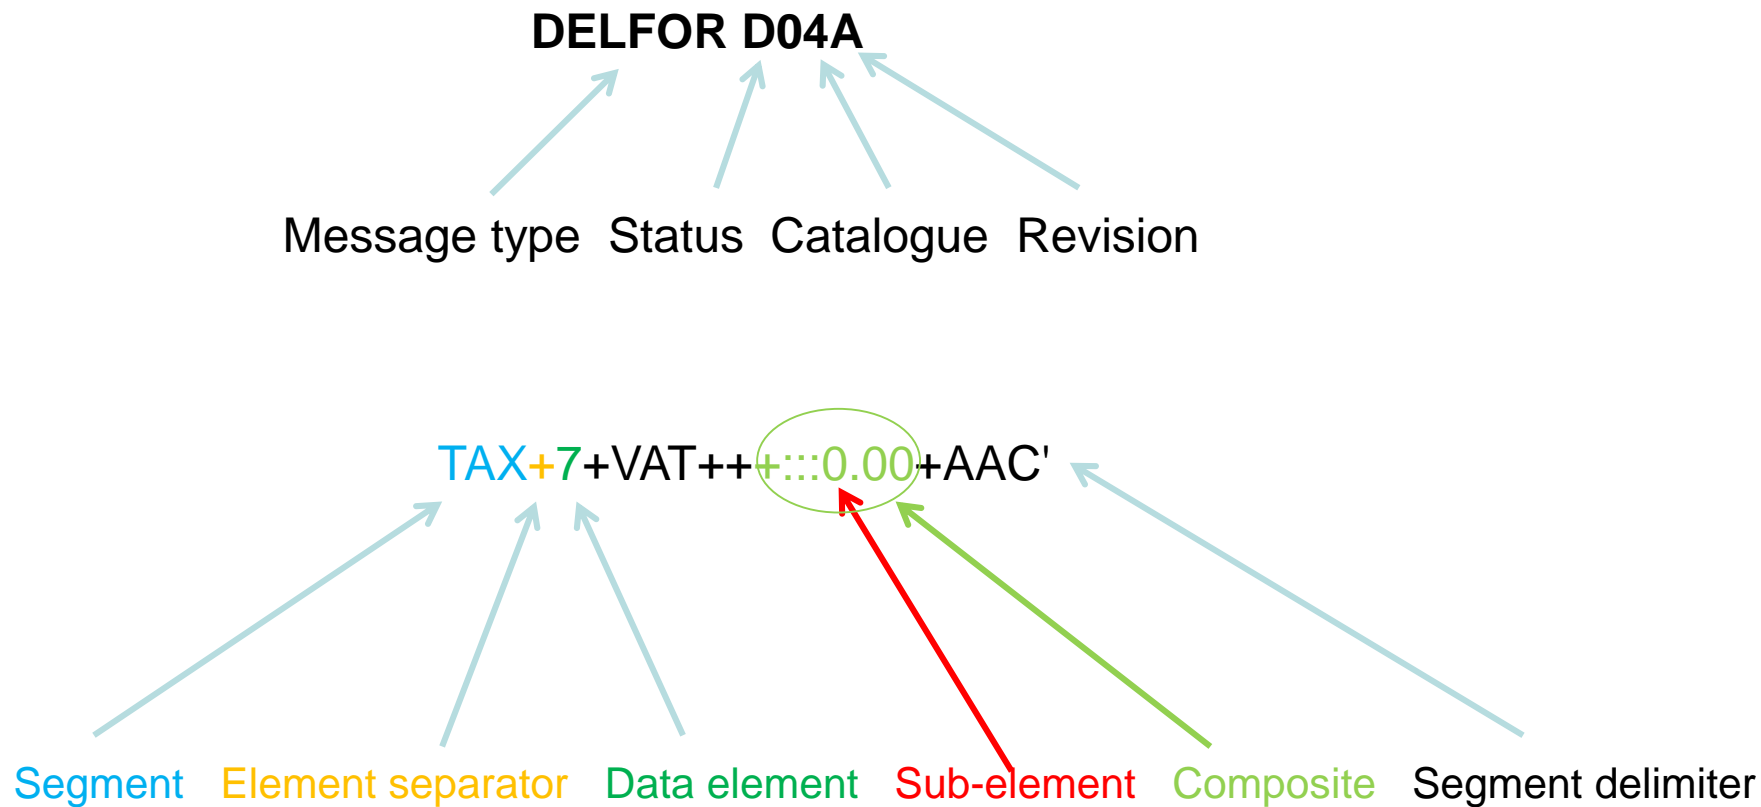 DELFOR D04A
Message type Status Catalogue Revision
TAX+7+VAT+++:::0.00+AAC'
Segment Element separator Data element Sub-element Composite Segment delimiter